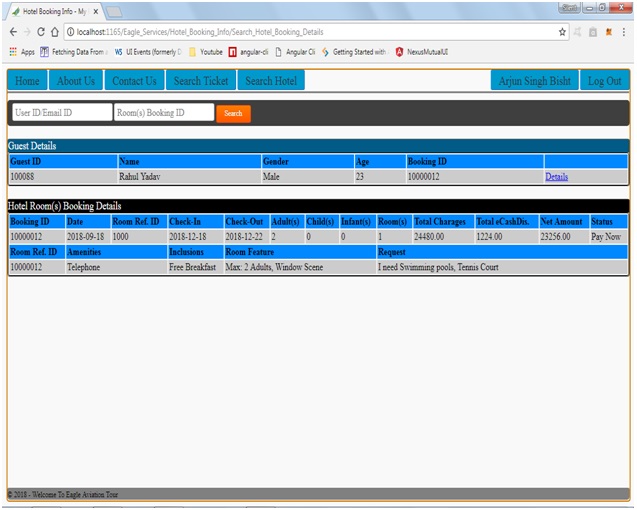 Hotel Booking Info - My
localhost:1165/Eagle_Services/Hotel_Booking_Info/Search_Hotel_Booking_Details
Apps Fetching Data From UI Events (formerly D Youtube angular-cli Angular Cli Getting Started with NexusMutualUI
Home About Us Contact Us Search Ticket Search Hotel Arjun Singh Bisht Log Out
User ID/Email ID Room(s) Booking ID Search
Guest Details
Guest ID Name Gender Age Booking ID
100088 Rahul Yadav Male 23 10000012 Details
Hotel Room(s) Booking Details
Booking ID Date Room Ref. ID Check-In Check-Out Adult(s) Child(s) Infant(s) Room(s) Total Charages Total eCashDis. Net Amount Status
10000012 2018-09-18 1000 2018-12-18 2018-12-22 2 0 0 1 24480.00 1224.00 23256.00 Pay Now
Room Ref. ID Amenities Inclusions Room Feature Request
10000012 Telephone Free Breakfast Max: 2 Adults, Window Scene I need Swimming pools, Tennis Court
© 2018 - Welcome To Eagle Aviation Tour